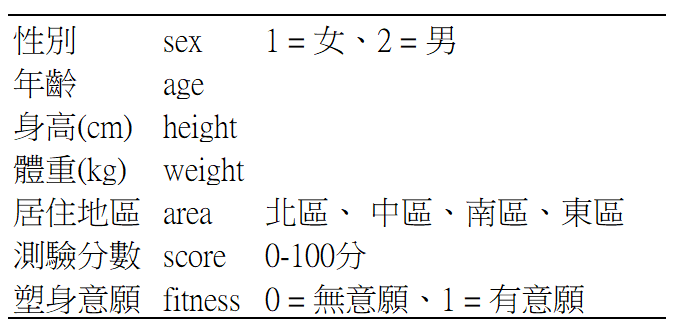 性別 sex 1 = 女、2 = 男
年齡 age
身高(cm) height
體重(kg) weight
居住地區 area 北區、 中區、南區、東區
測驗分數 score 0-100分
塑身意願 fitness 0 = 無意願、1 = 有意願